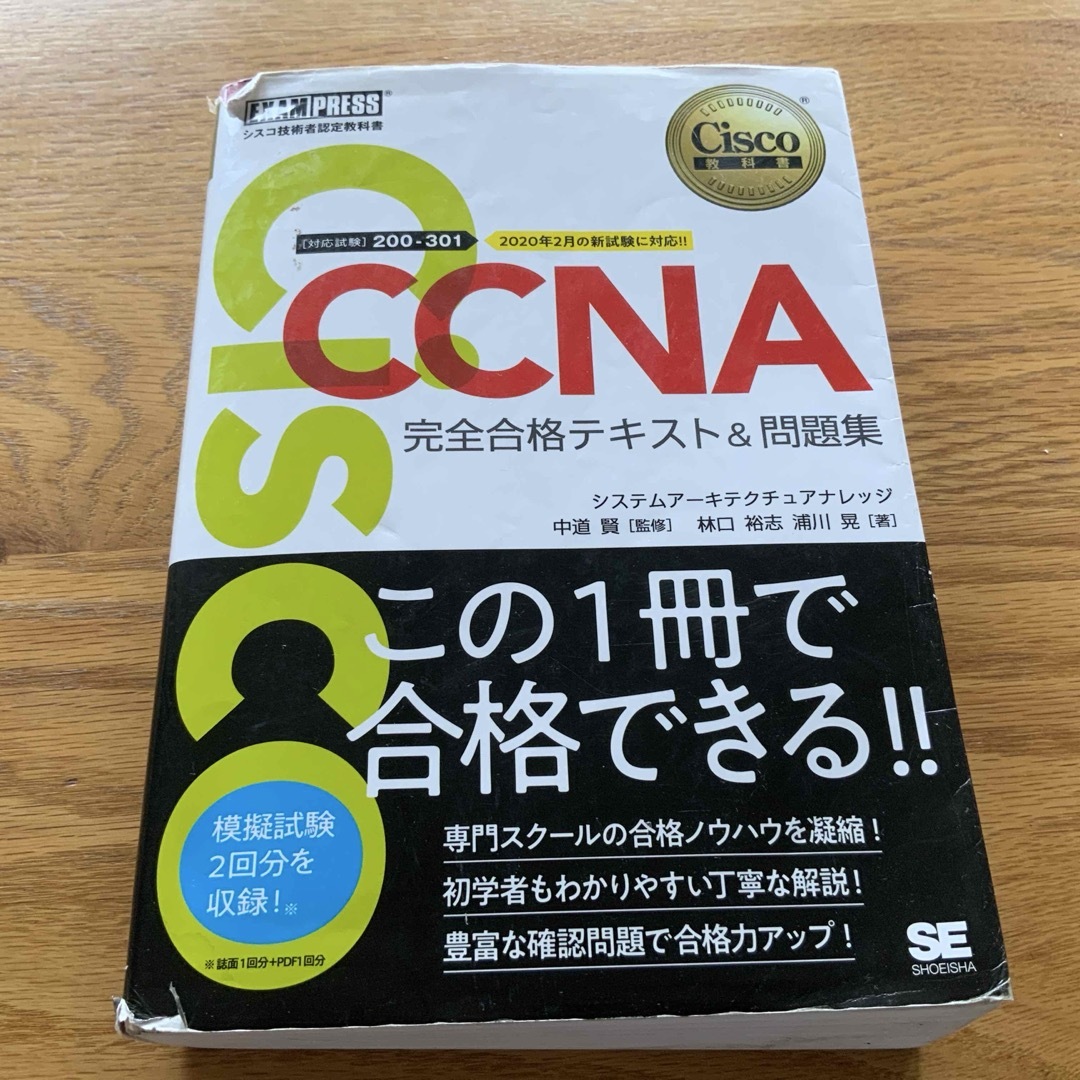 EXAMPRESS®
シスコ技術者認定教科書
Cisco
教科書
®
Cisco
[対応試験] 200-301
2020年2月の新試験に対応!!
CCNA
完全合格テキスト&問題集
システムアーキテクチュアナレッジ
中道 賢[監修] 林口 裕志 浦川 晃[著]
この1冊で
合格できる!!
模擬試験
2回分を
収録!※
※誌面1回分+PDF1回分
専門スクールの合格ノウハウを凝縮!
初学者もわかりやすい丁寧な解説!
豊富な確認問題で合格力アップ!
SE
SHOEISHA